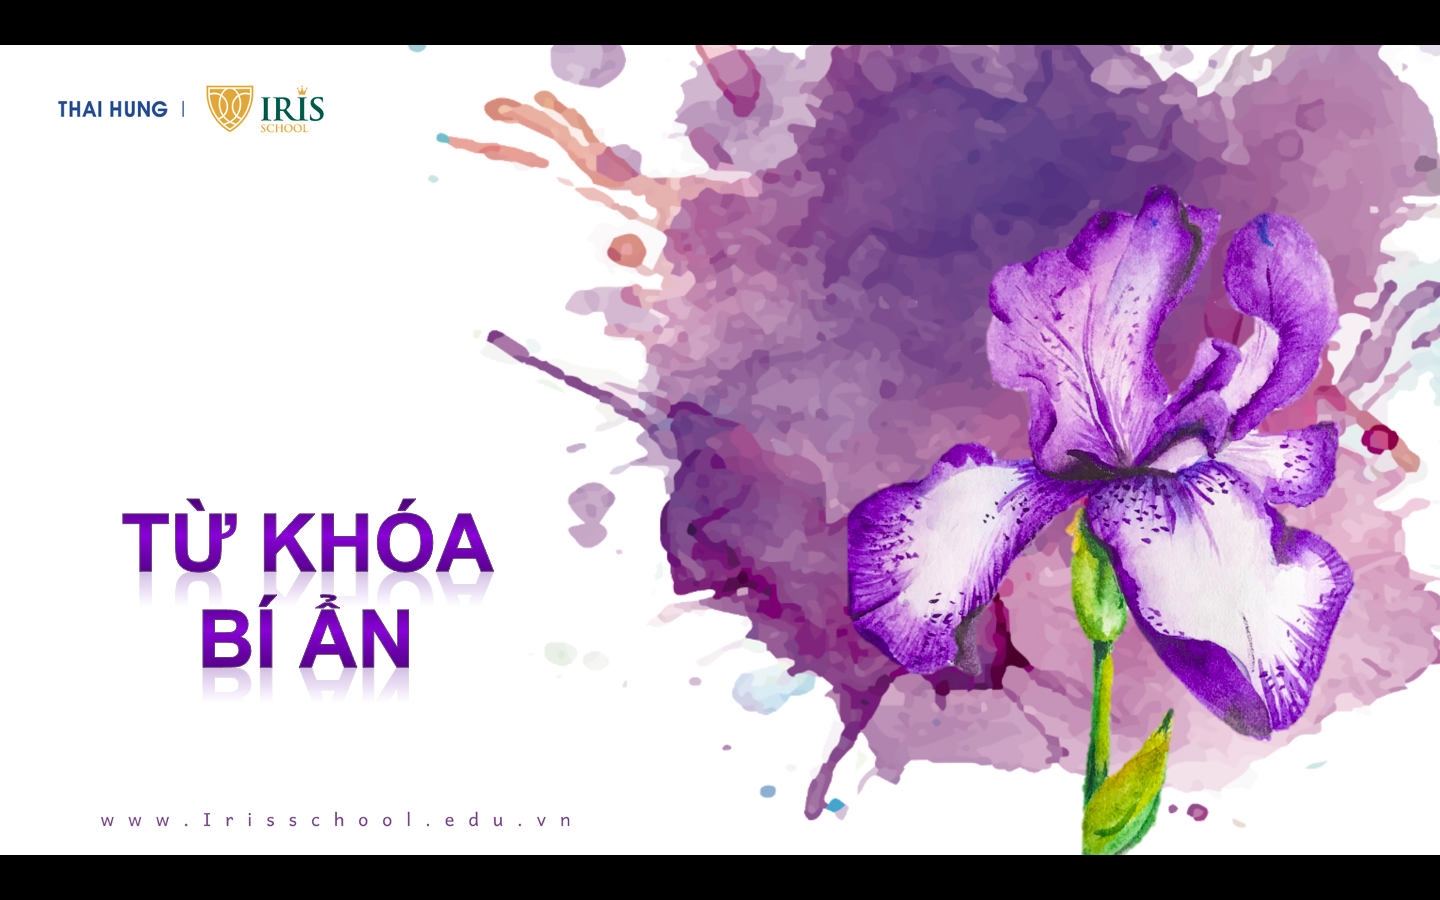 THAI HUNG | IRIS
SCHOOL
TỪ KHÓA
BÍ ẨN
www.Irisschool.edu.vn